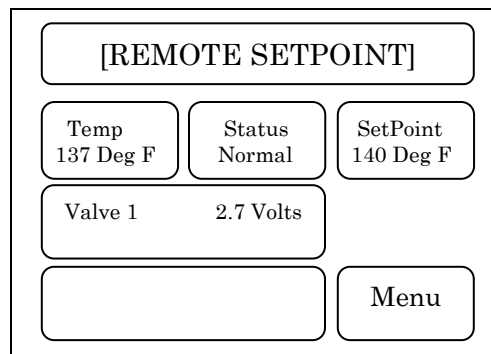 [REMOTE SETPOINT]
Temp
137 Deg F
Status
Normal
SetPoint
140 Deg F
Valve 1 2.7 Volts
Menu